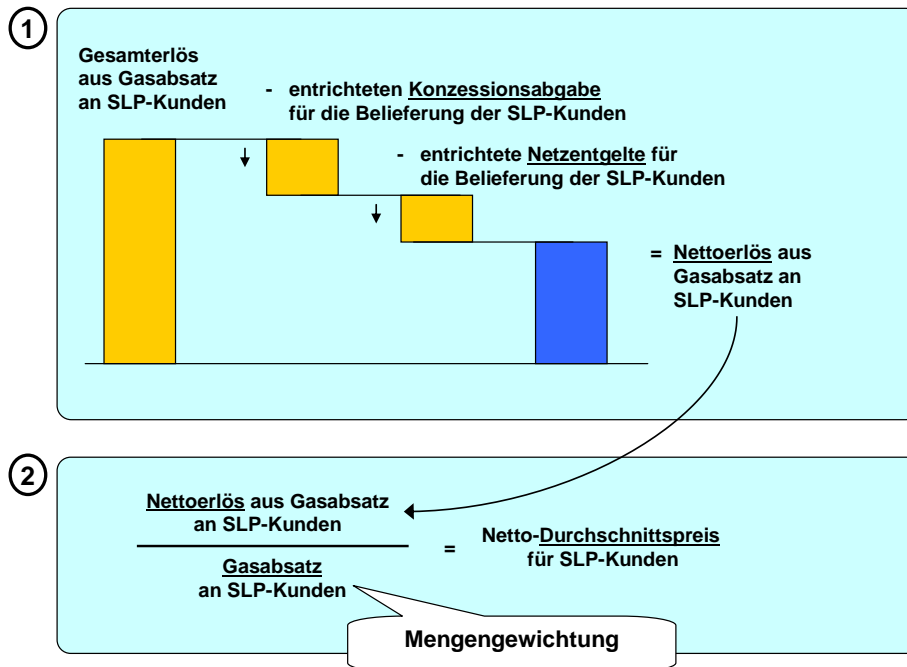 1
Gesamterlös
aus Gasabsatz
an SLP-Kunden
- entrichteten Konzessionsabgabe
für die Belieferung der SLP-Kunden
- entrichtete Netzentgelte für
die Belieferung der SLP-Kunden
= Nettoerlös aus
Gasabsatz an
SLP-Kunden
2
Nettoerlös aus Gasabsatz
an SLP-Kunden
Gasabsatz
an SLP-Kunden
=
Netto-Durchschnittspreis
für SLP-Kunden
Mengengewichtung